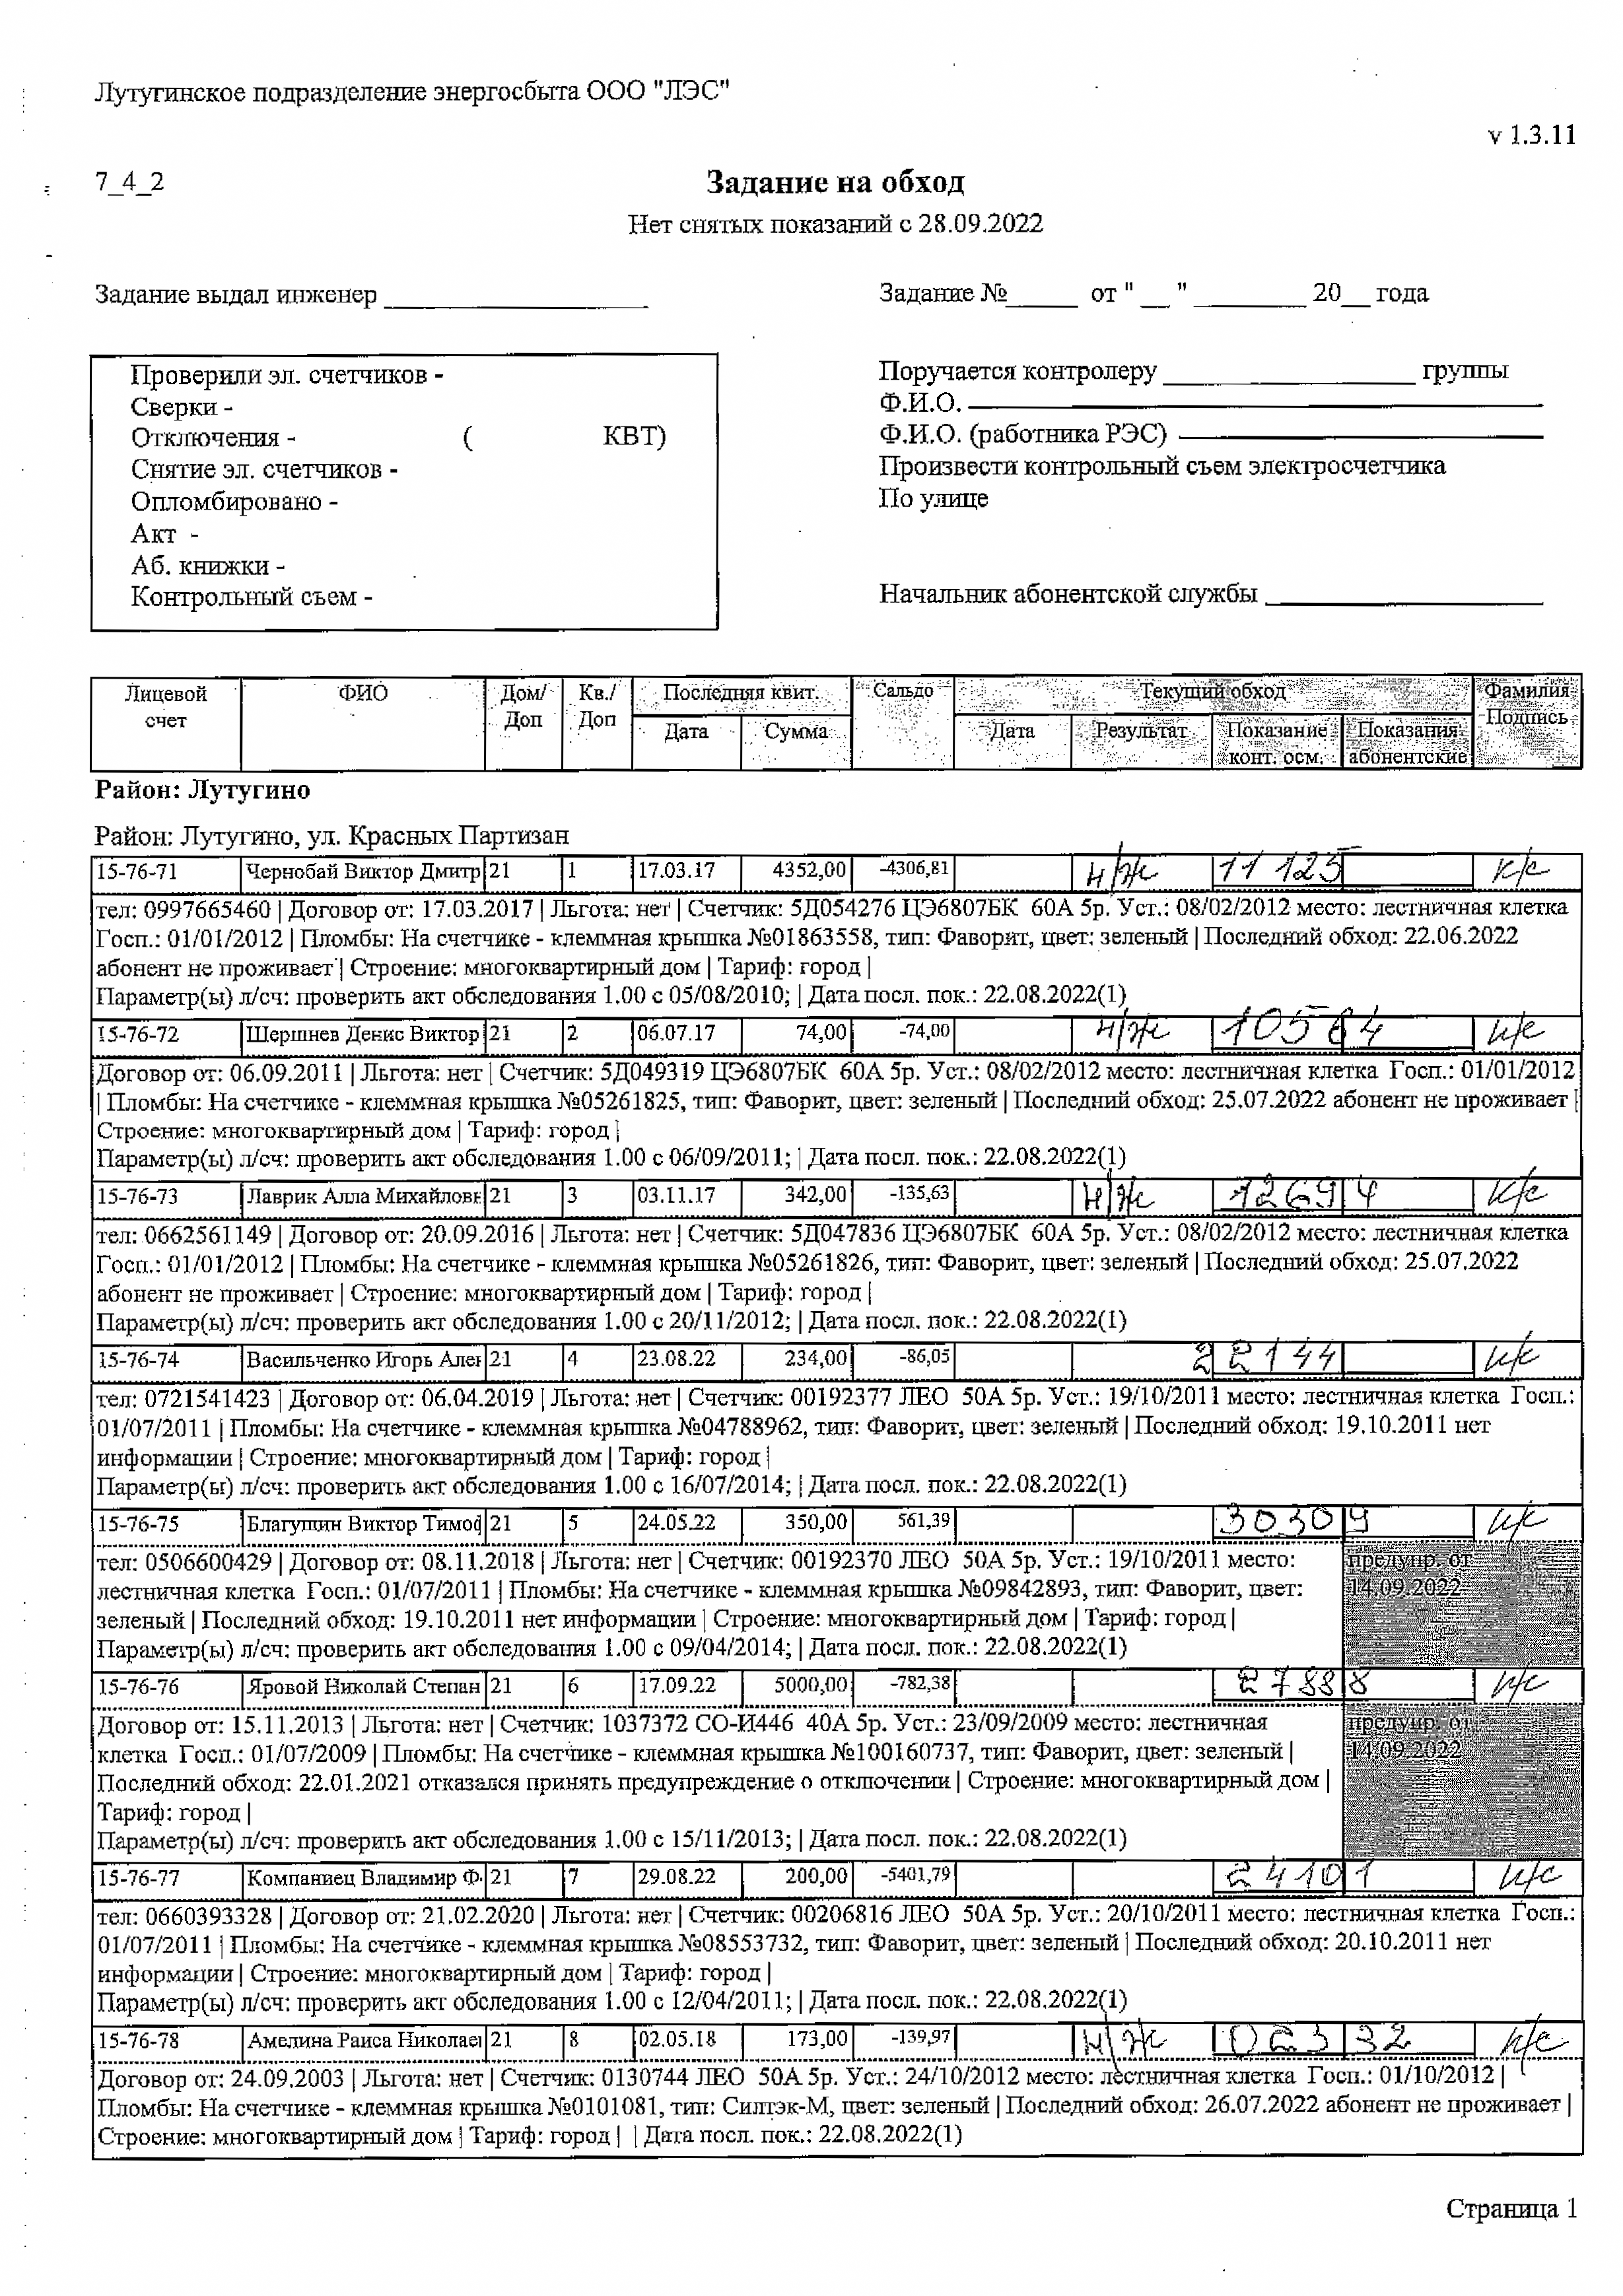 Лутугинское подразделение энергосбыта ООО "ЛЭС"
v 1.3.11
7_4_2
Задание на обход
Нет снятых показаний с 28.09.2022
Задание выдал инженер ____________________
Задание №______ от " __ " _________ 20__ года
Проверили эл. счетчиков -
Сверки -
Отключения - ( КВТ)
Снятие эл. счетчиков -
Опломбировано -
Акт -
Аб. книжки -
Контрольный съем -
Поручается контролеру ____________________ группы
Ф.И.О.
Ф.И.О. (работника РЭС)
Произвести контрольный съем электросчетчика
По улице
Начальник абонентской службы ____________________
Лицевой счет ФИО Дом/ Доп Кв./ Доп Последняя квит. Дата Сумма Сальдо Текущий обход Дата Результат Показание конт. осм. Показания абонентские Фамилия Подпись
Район: Лутугино
Район: Лутугино, ул. Красных Партизан
15-76-71 Чернобай Виктор Дмитр 21 1 17.03.17 4352,00 -4306,81 н/ж 11125 к/с
тел: 0997665460 | Договор от: 17.03.2017 | Льгота: нет | Счетчик: 5Д054276 ЦЭ6807БК 60А 5р. Уст.: 08/02/2012 место: лестничная клетка
Госп.: 01/01/2012 | Пломбы: На счетчике - клеммная крышка №01863558, тип: Фаворит, цвет: зеленый | Последний обход: 22.06.2022
абонент не проживает | Строение: многоквартирный дом | Тариф: город |
Параметр(ы) л/сч: проверить акт обследования 1.00 с 05/08/2010; | Дата посл. пок.: 22.08.2022(1)
15-76-72 Шершнев Денис Виктор 21 2 06.07.17 74,00 -74,00 н/ж 10564 к/с
Договор от: 06.09.2011 | Льгота: нет | Счетчик: 5Д049319 ЦЭ6807БК 60А 5р. Уст.: 08/02/2012 место: лестничная клетка Госп.: 01/01/2012
| Пломбы: На счетчике - клеммная крышка №05261825, тип: Фаворит, цвет: зеленый | Последний обход: 25.07.2022 абонент не проживает |
Строение: многоквартирный дом | Тариф: город |
Параметр(ы) л/сч: проверить акт обследования 1.00 с 06/09/2011; | Дата посл. пок.: 22.08.2022(1)
15-76-73 Лаврик Алла Михайловн 21 3 03.11.17 342,00 -135,63 н/ж 12694 к/с
тел: 0662561149 | Договор от: 20.09.2016 | Льгота: нет | Счетчик: 5Д047836 ЦЭ6807БК 60А 5р. Уст.: 08/02/2012 место: лестничная клетка
Госп.: 01/01/2012 | Пломбы: На счетчике - клеммная крышка №05261826, тип: Фаворит, цвет: зеленый | Последний обход: 25.07.2022
абонент не проживает | Строение: многоквартирный дом | Тариф: город |
Параметр(ы) л/сч: проверить акт обследования 1.00 с 20/11/2012; | Дата посл. пок.: 22.08.2022(1)
15-76-74 Васильченко Игорь Алек 21 4 23.08.22 234,00 -86,05 22144 к/с
тел: 0721541423 | Договор от: 06.04.2019 | Льгота: нет | Счетчик: 00192377 ЛЕО 50А 5р. Уст.: 19/10/2011 место: лестничная клетка Госп.:
01/07/2011 | Пломбы: На счетчике - клеммная крышка №04788962, тип: Фаворит, цвет: зеленый | Последний обход: 19.10.2011 нет
информации | Строение: многоквартирный дом | Тариф: город |
Параметр(ы) л/сч: проверить акт обследования 1.00 с 16/07/2014; | Дата посл. пок.: 22.08.2022(1)
15-76-75 Благушин Виктор Тимоф 21 5 24.05.22 350,00 561,39 30309 к/с
тел: 0506600429 | Договор от: 08.11.2018 | Льгота: нет | Счетчик: 00192370 ЛЕО 50А 5р. Уст.: 19/10/2011 место: предупр. от
лестничная клетка Госп.: 01/07/2011 | Пломбы: На счетчике - клеммная крышка №09842893, тип: Фаворит, цвет: 14.09.2022
зеленый | Последний обход: 19.10.2011 нет информации | Строение: многоквартирный дом | Тариф: город |
Параметр(ы) л/сч: проверить акт обследования 1.00 с 09/04/2014; | Дата посл. пок.: 22.08.2022(1)
15-76-76 Яровой Николай Степан 21 6 17.09.22 5000,00 -782,38 27888 к/с
Договор от: 15.11.2013 | Льгота: нет | Счетчик: 1037372 СО-И446 40А 5р. Уст.: 23/09/2009 место: лестничная предупр. от
клетка Госп.: 01/07/2009 | Пломбы: На счетчике - клеммная крышка №100160737, тип: Фаворит, цвет: зеленый | 14.09.2022
Последний обход: 22.01.2021 отказался принять предупреждение о отключении | Строение: многоквартирный дом |
Тариф: город |
Параметр(ы) л/сч: проверить акт обследования 1.00 с 15/11/2013; | Дата посл. пок.: 22.08.2022(1)
15-76-77 Компаниец Владимир Ф. 21 7 29.08.22 200,00 -5401,79 24101 к/с
тел: 0660393328 | Договор от: 21.02.2020 | Льгота: нет | Счетчик: 00206816 ЛЕО 50А 5р. Уст.: 20/10/2011 место: лестничная клетка Госп.:
01/07/2011 | Пломбы: На счетчике - клеммная крышка №08553732, тип: Фаворит, цвет: зеленый | Последний обход: 20.10.2011 нет
информации | Строение: многоквартирный дом | Тариф: город |
Параметр(ы) л/сч: проверить акт обследования 1.00 с 12/04/2011; | Дата посл. пок.: 22.08.2022(1)
15-76-78 Амелина Раиса Николаев 21 8 02.05.18 173,00 -139,97 н/ж 02332 к/с
Договор от: 24.09.2003 | Льгота: нет | Счетчик: 0130744 ЛЕО 50А 5р. Уст.: 24/10/2012 место: лестничная клетка Госп.: 01/10/2012 |
Пломбы: На счетчике - клеммная крышка №0101081, тип: Силтэк-М, цвет: зеленый | Последний обход: 26.07.2022 абонент не проживает |
Строение: многоквартирный дом | Тариф: город | | Дата посл. пок.: 22.08.2022(1)
Страница 1